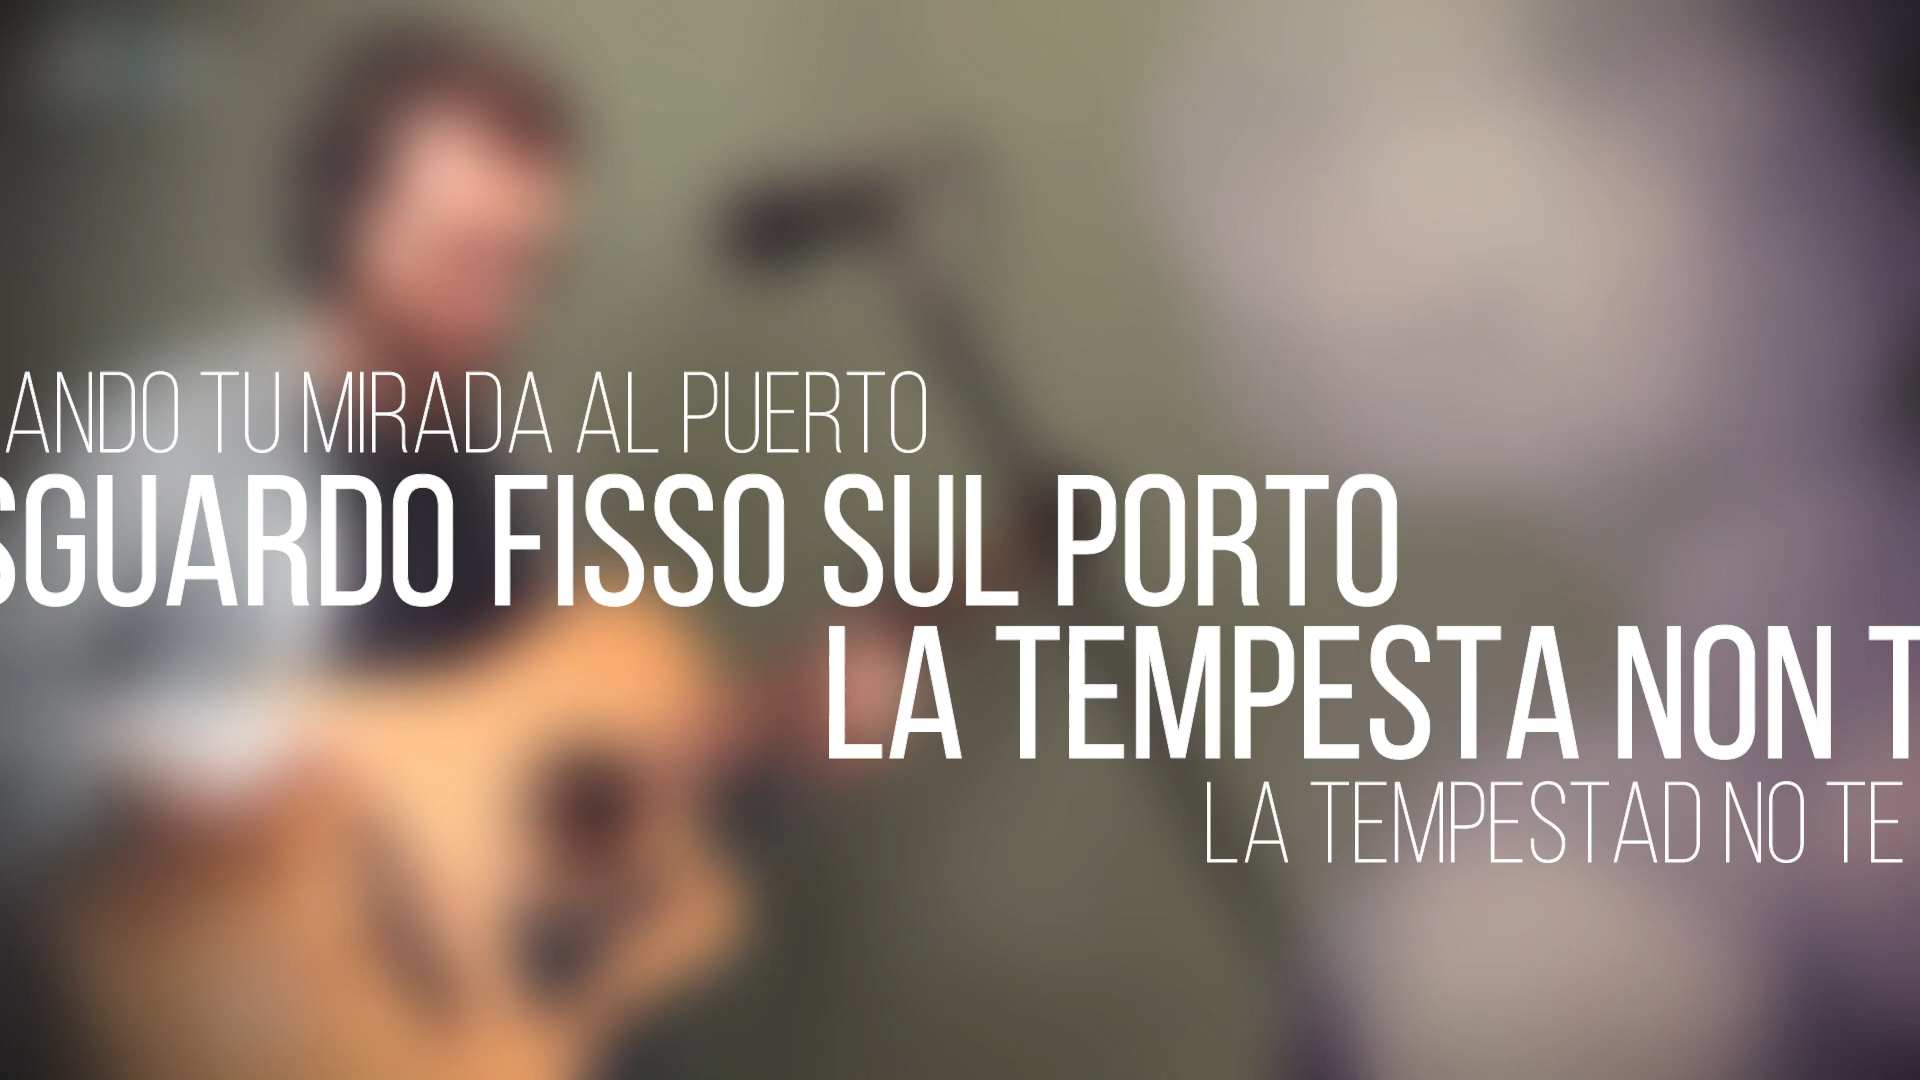 ANDO TU MIRADA AL PUERTO
SGUARDO FISSO SUL PORTO
LA TEMPESTA NON T
LA TEMPESTAD NO TE